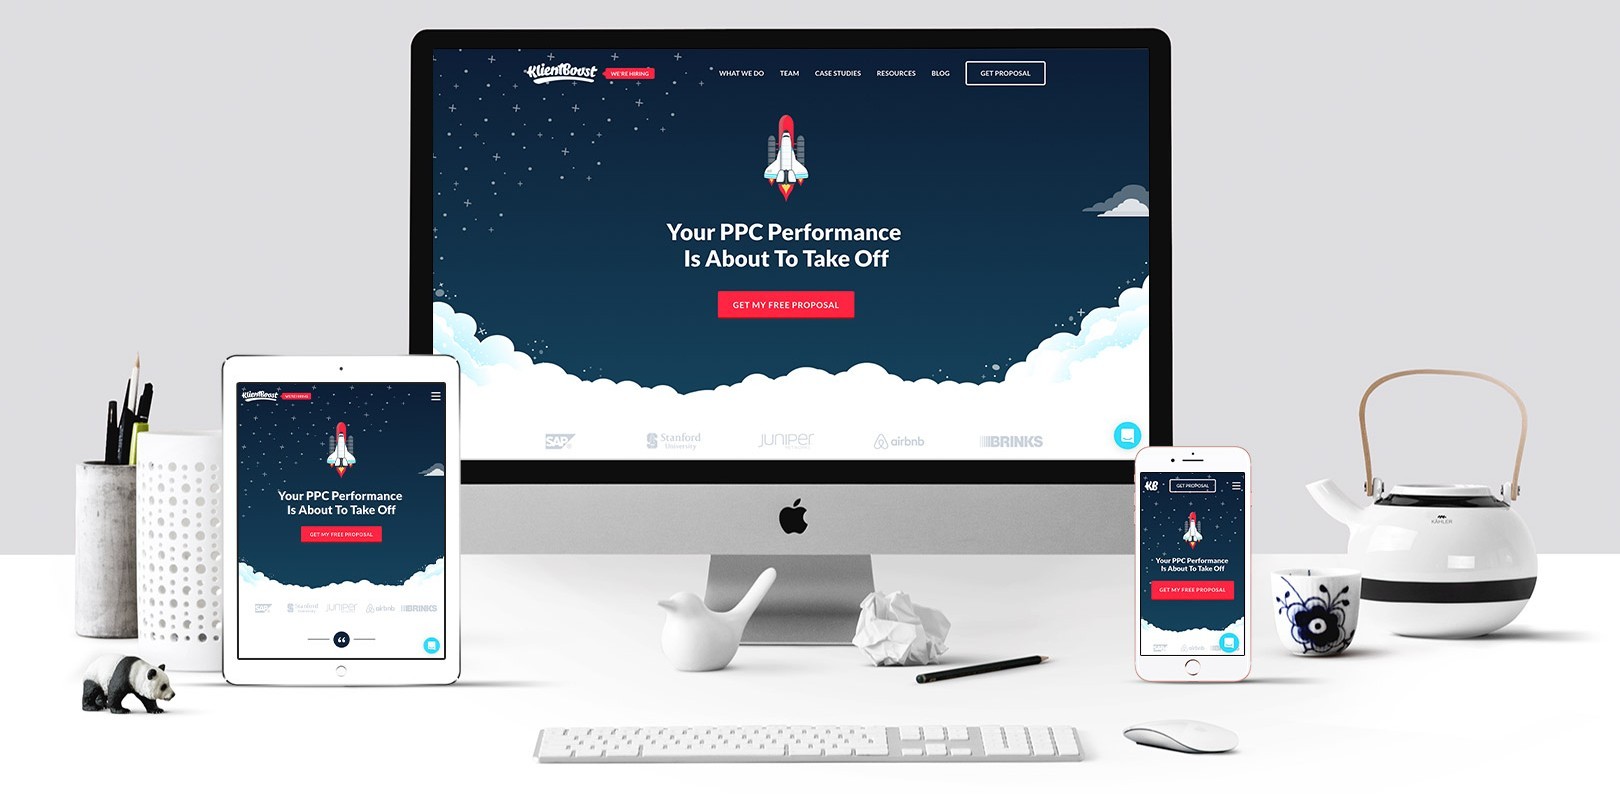 KlientBoost
WE'RE HIRING
WHAT WE DO
TEAM
CASE STUDIES
RESOURCES
BLOG
GET PROPOSAL
Your PPC Performance
Is About To Take Off
GET MY FREE PROPOSAL
SAP
Stanford
University
JUNIPER
airbnb
BRINKS
KlientBoost
WE'RE HIRING
Your PPC Performance
Is About To Take Off
GET MY FREE PROPOSAL
SAP
Stanford
University
JUNIPER
airbnb
BRINKS
KB
GET PROPOSAL
Your PPC Performance
Is About To Take Off
GET MY FREE PROPOSAL
SAP
airbnb
KÄHLER